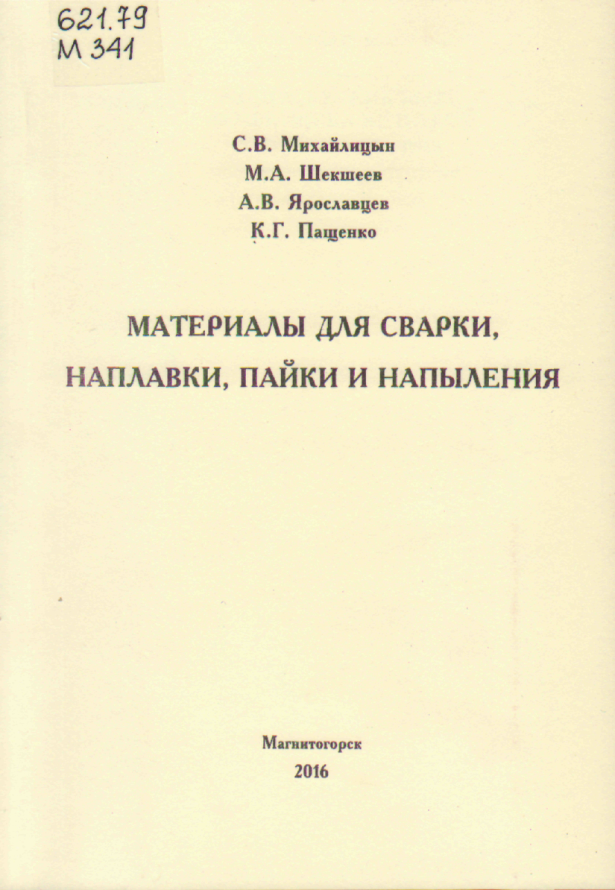 621.79
М 341
С.В. Михайлицын
М.А. Шекшеев
А.В. Ярославцев
К.Г. Пащенко
МАТЕРИАЛЫ ДЛЯ СВАРКИ,
НАПЛАВКИ, ПАЙКИ И НАПЫЛЕНИЯ
Магнитогорск
2016